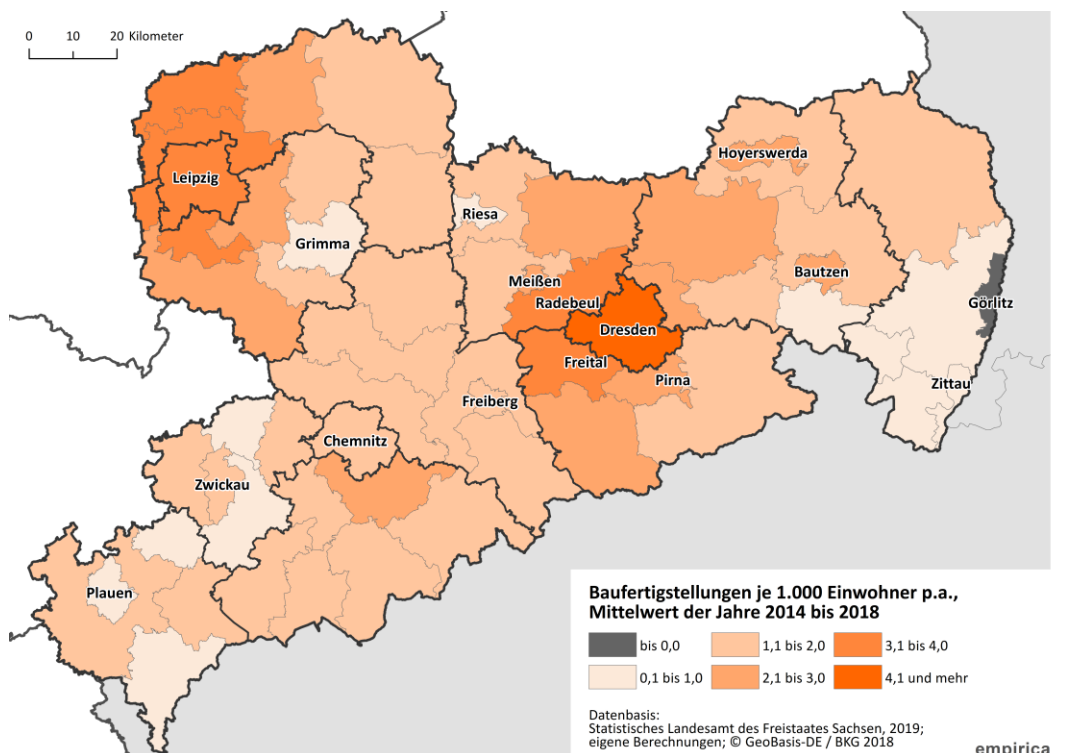 0 10 20 Kilometer
Hoyerswerda
Leipzig
Riesa
Grimma
Bautzen
Meißen
Radebeul
Görlitz
Dresden
Freital
Pirna
Zittau
Freiberg
Chemnitz
Zwickau
Plauen
Baufertigstellungen je 1.000 Einwohner p.a.,
Mittelwert der Jahre 2014 bis 2018
bis 0,0 1,1 bis 2,0 3,1 bis 4,0
0,1 bis 1,0 2,1 bis 3,0 4,1 und mehr
Datenbasis:
Statistisches Landesamt des Freistaates Sachsen, 2019;
eigene Berechnungen; © GeoBasis-DE / BKG 2018
empirica